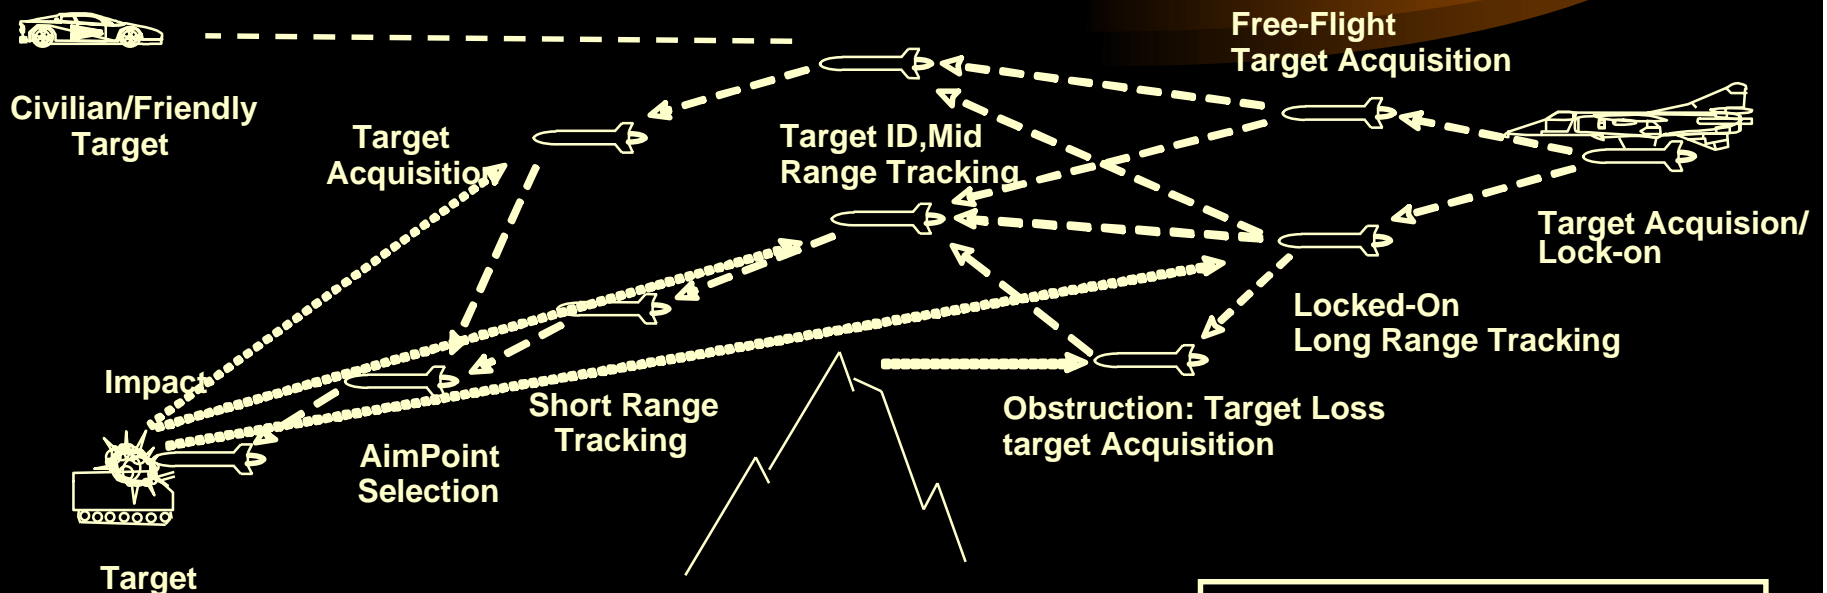 Free-Flight
Target Acquisition
Civilian/Friendly
Target
Target
Acquisition
Target ID,Mid
Range Tracking
Target Acquision/
Lock-on
Locked-On
Long Range Tracking
Impact
Short Range
Tracking
Obstruction: Target Loss
target Acquisition
AimPoint
Selection
Target